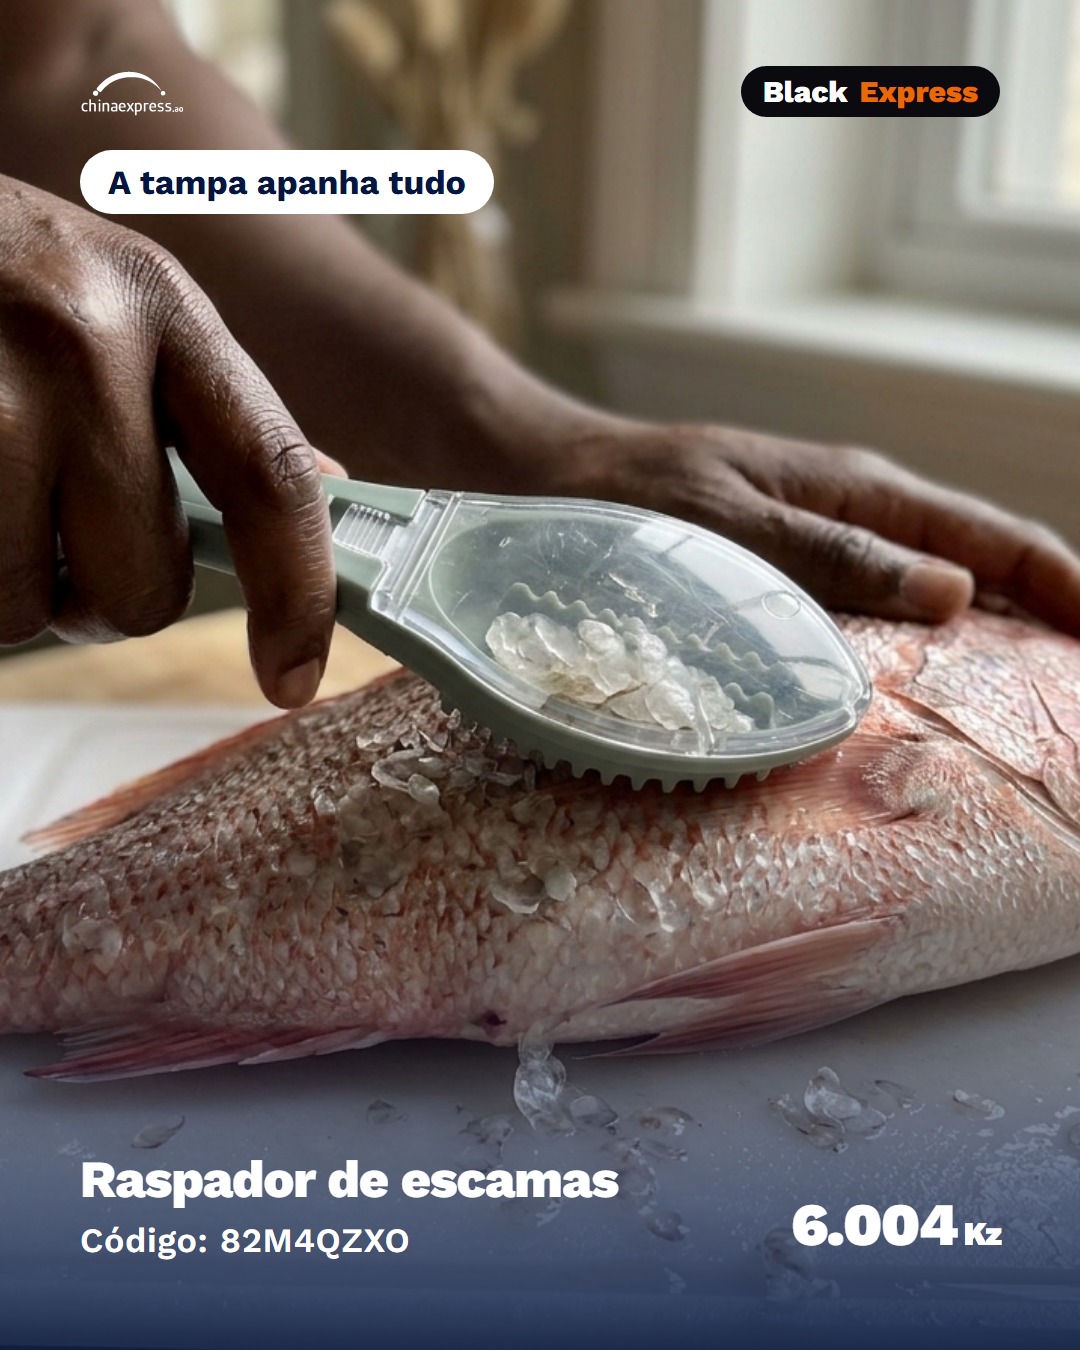 chinaexpress.ao
Black Express
A tampa apanha tudo
Raspador de escamas
Código: 82M4QZXO
6.004 Kz